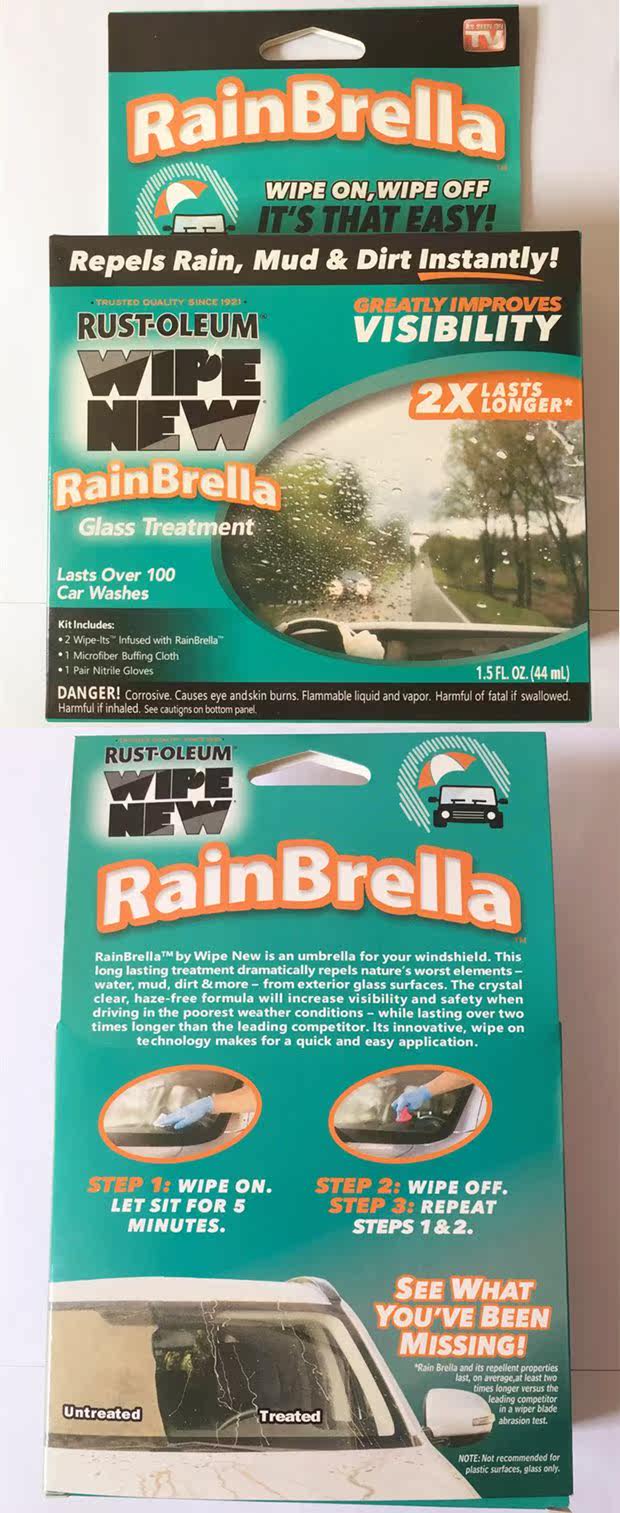 As Seen On
TV
RainBrella™
WIPE ON, WIPE OFF
IT'S THAT EASY!
Repels Rain, Mud & Dirt Instantly!
• TRUSTED QUALITY SINCE 1921 •
RUST-OLEUM®
WIPE
NEW®
RainBrella
Glass Treatment
GREATLY IMPROVES
VISIBILITY
2X LASTS
LONGER*
Lasts Over 100
Car Washes
Kit Includes:
• 2 Wipe-Its™ Infused with RainBrella™
• 1 Microfiber Buffing Cloth
• 1 Pair Nitrile Gloves
1.5 FL. OZ. (44 mL)
DANGER! Corrosive. Causes eye andskin burns. Flammable liquid and vapor. Harmful of fatal if swallowed.
Harmful if inhaled. See cautigns on bottom panel.
RUST-OLEUM
WIPE
NEW
RainBrella™
RainBrella™ by Wipe New is an umbrella for your windshield. This
long lasting treatment dramatically repels nature's worst elements –
water, mud, dirt & more – from exterior glass surfaces. The crystal
clear, haze-free formula will increase visibility and safety when
driving in the poorest weather conditions – while lasting over two
times longer than the leading competitor. Its innovative, wipe on
technology makes for a quick and easy application.
STEP 1: WIPE ON.
LET SIT FOR 5
MINUTES.
STEP 2: WIPE OFF.
STEP 3: REPEAT
STEPS 1 & 2.
SEE WHAT
YOU'VE BEEN
MISSING!
*Rain Brella and its repellent properties
last, on average,at least two
times longer versus the
leading competitor
in a wiper blade
abrasion test.
Untreated
Treated
NOTE: Not recommended for
plastic surfaces, glass only.